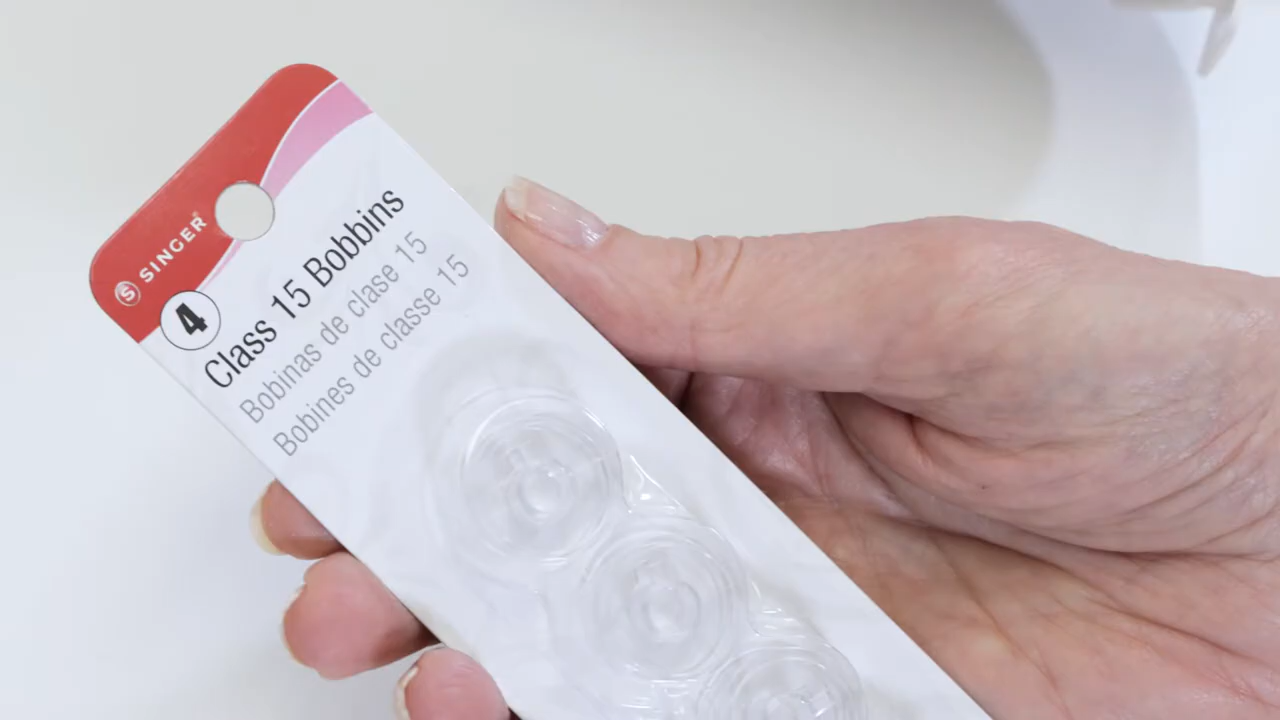 S SINGER®
4
Class 15 Bobbins
Bobinas de clase 15
Bobines de classe 15